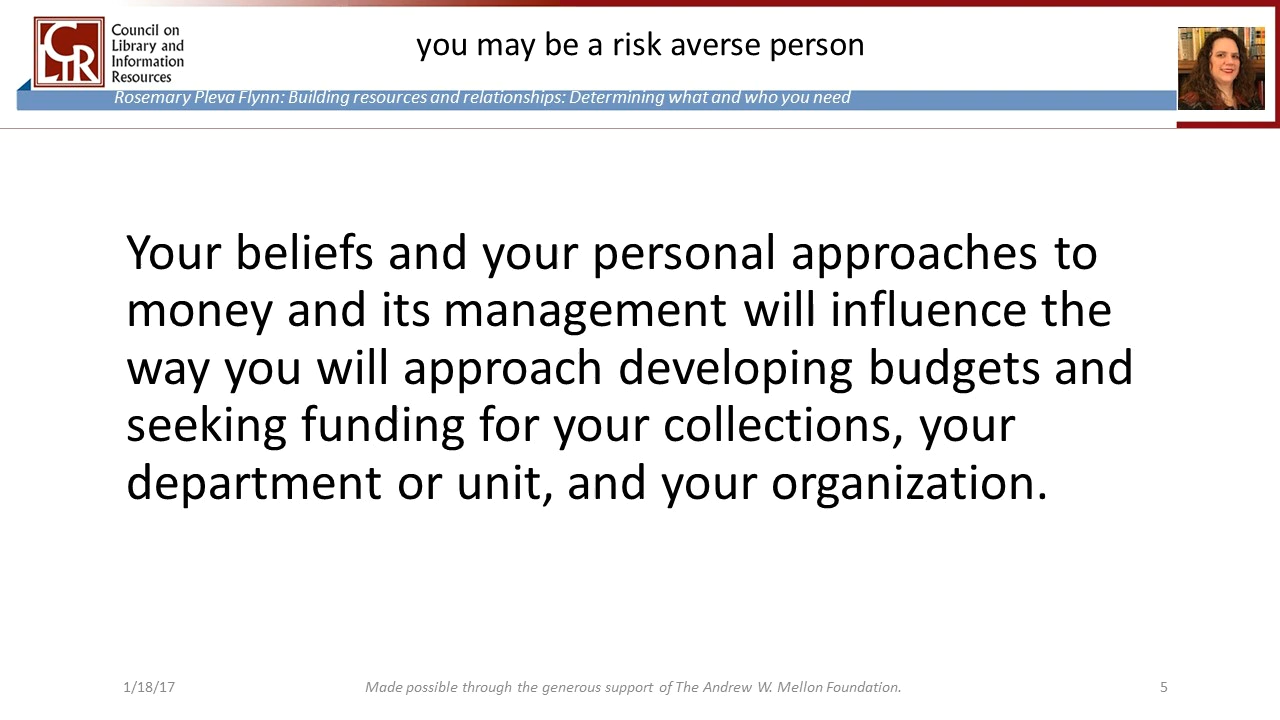 CLIR
Council on
Library and
Information
Resources
you may be a risk averse person
Rosemary Pleva Flynn: Building resources and relationships: Determining what and who you need
Your beliefs and your personal approaches to
money and its management will influence the
way you will approach developing budgets and
seeking funding for your collections, your
department or unit, and your organization.
1/18/17
Made possible through the generous support of The Andrew W. Mellon Foundation.
5